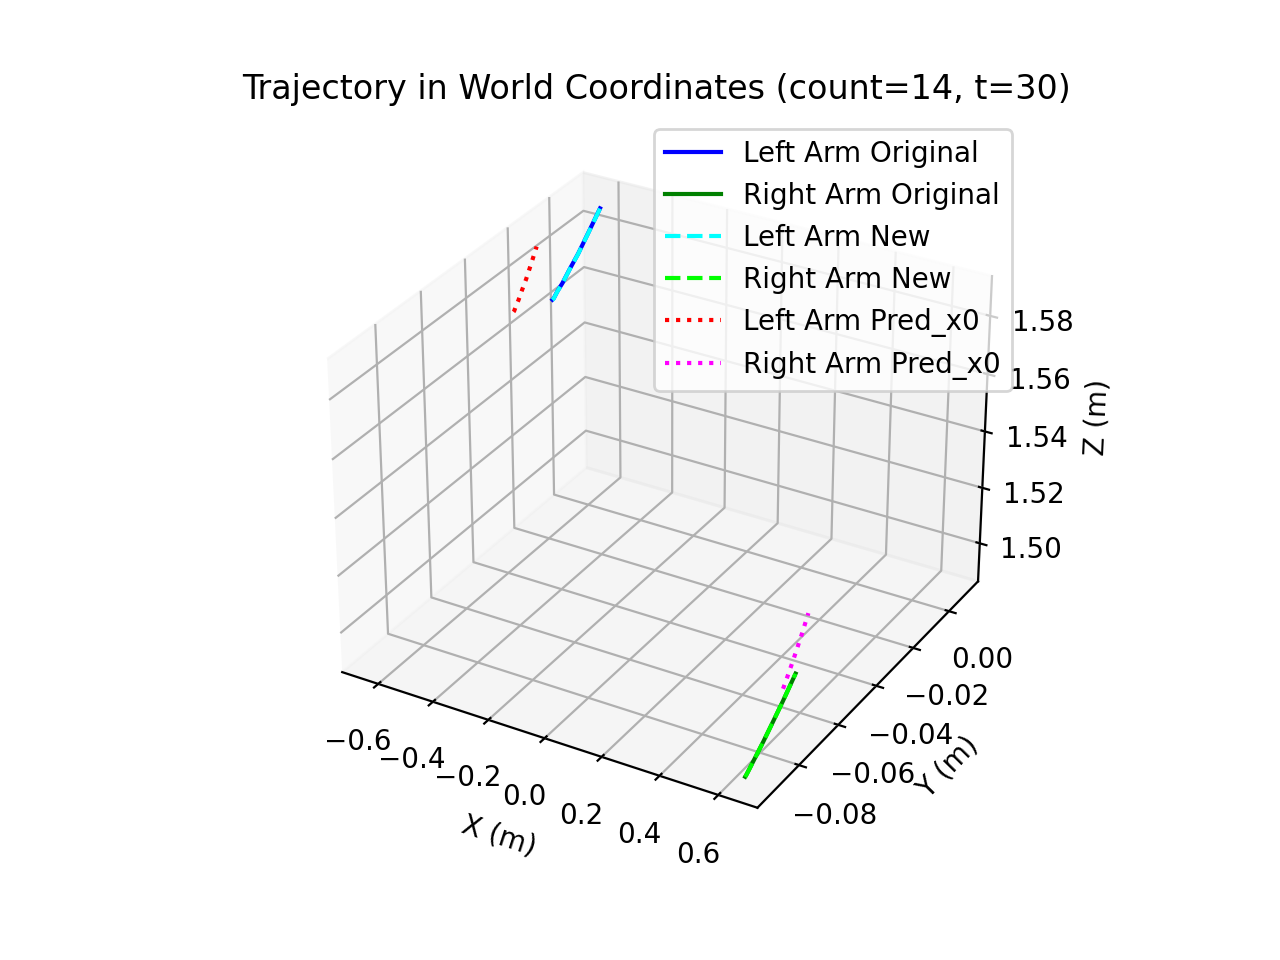 Trajectory in World Coordinates (count=14, t=30)
Left Arm Original
Right Arm Original
Left Arm New
Right Arm New
Left Arm Pred_x0
Right Arm Pred_x0
1.58
1.56
1.54
1.52
1.50
Z (m)
0.00
−0.02
−0.04
−0.06
−0.08
Y (m)
−0.6
−0.4
−0.2
0.0
0.2
0.4
0.6
X (m)